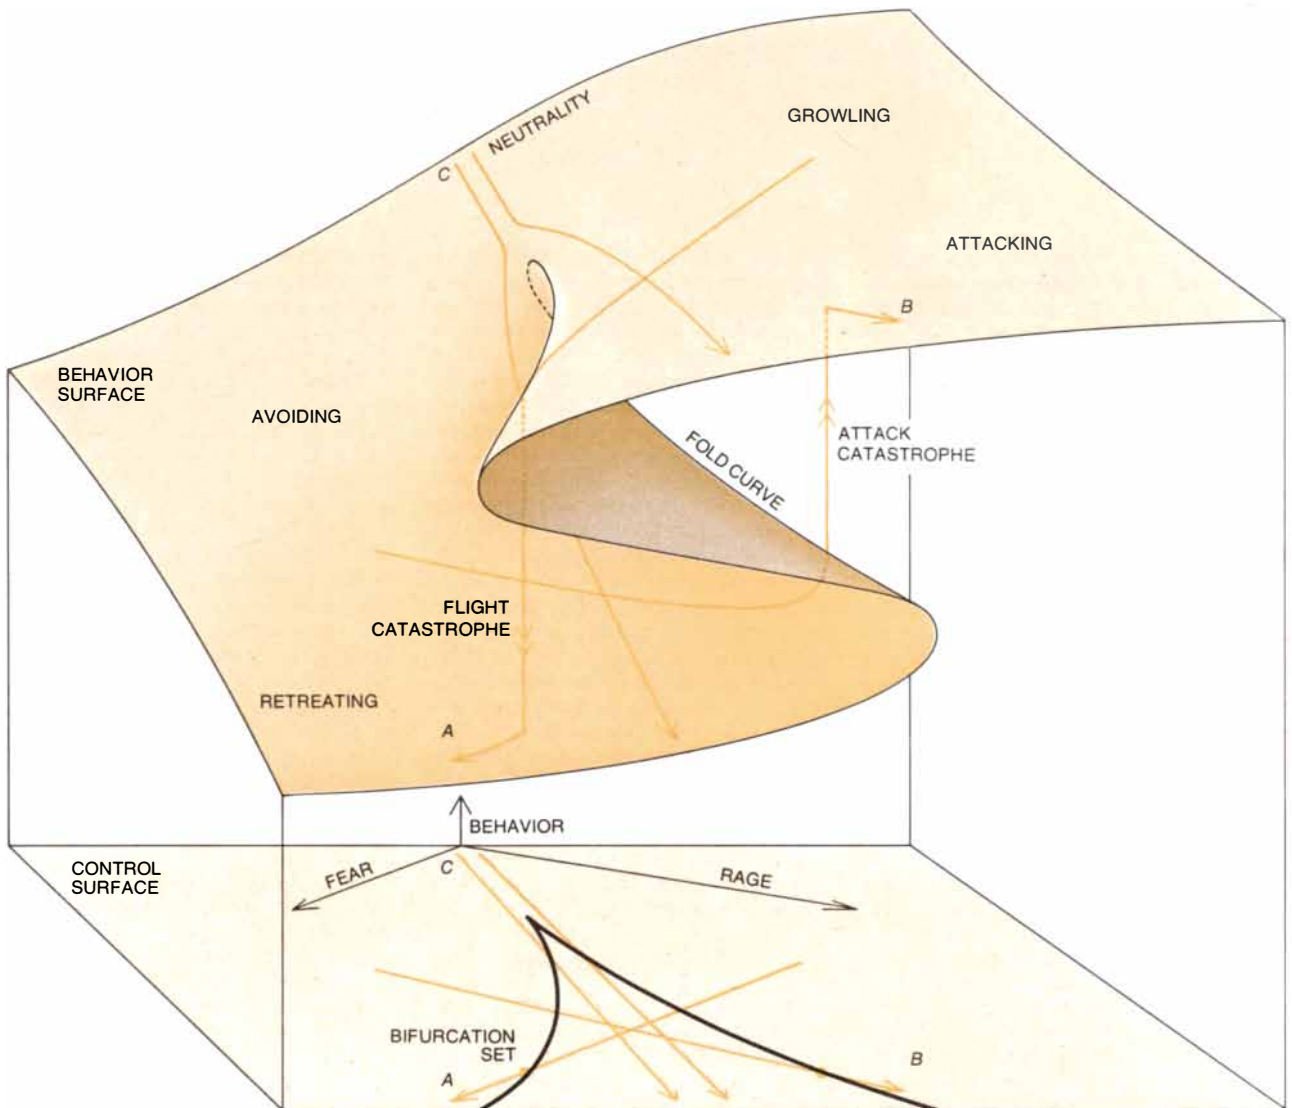 NEUTRALITY
C
GROWLING
ATTACKING
B
BEHAVIOR
SURFACE
AVOIDING
FOLD CURVE
ATTACK
CATASTROPHE
FLIGHT
CATASTROPHE
RETREATING
A
BEHAVIOR
CONTROL
SURFACE
FEAR
C
RAGE
BIFURCATION
SET
A
B